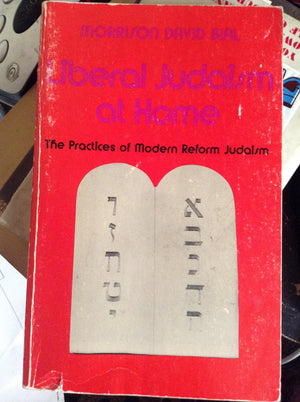 MORRISON DAVID BIAL
Liberal Judaism
at Home
The Practices of Modern Reform Judaism
א
ב
ג
ד
ה
ו
ז
ח
ט
י